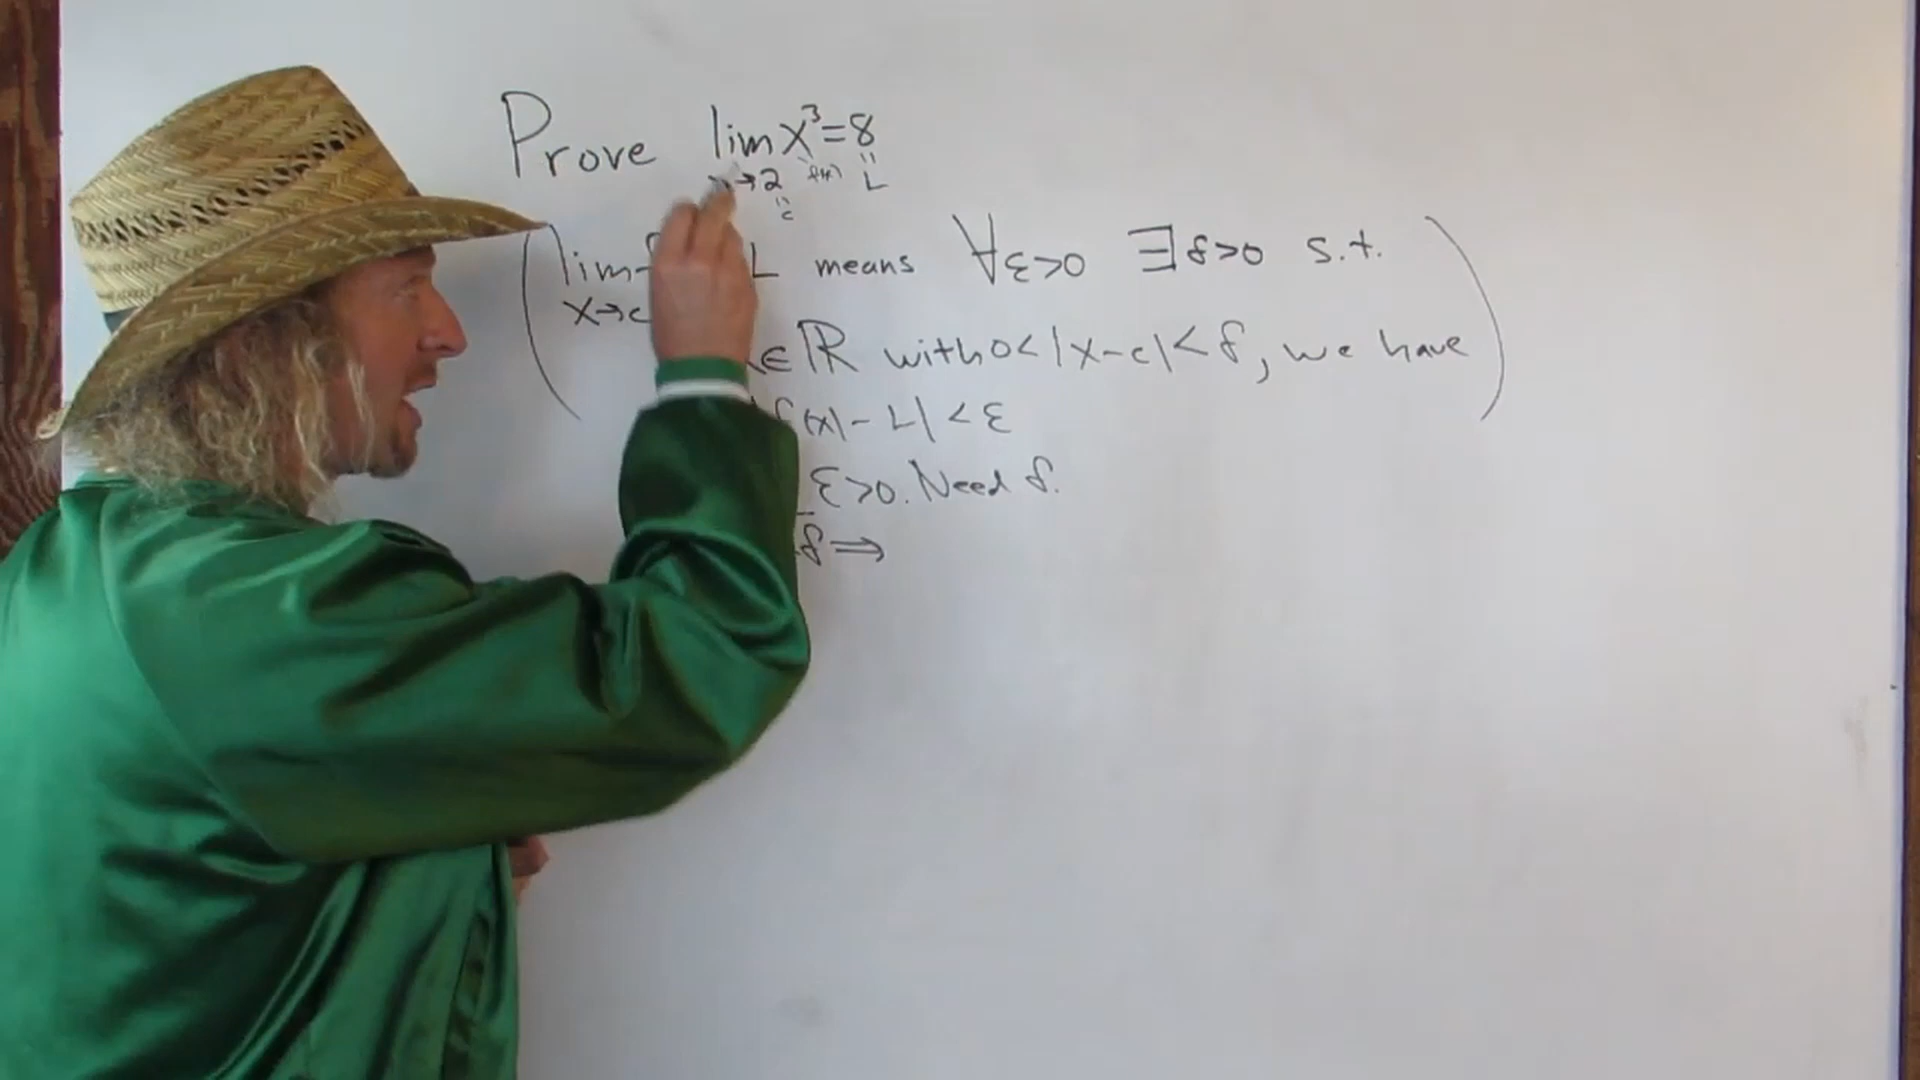 Prove lim x³ = 8
x→2 f(x) L
c
(lim f L means ∀ε>0 ∃δ>0 s.t.
x→c
∈ℝ with 0<|x-c|<δ, we have)
f(x)-L|<ε
ε>0. Need δ.
δ⇒